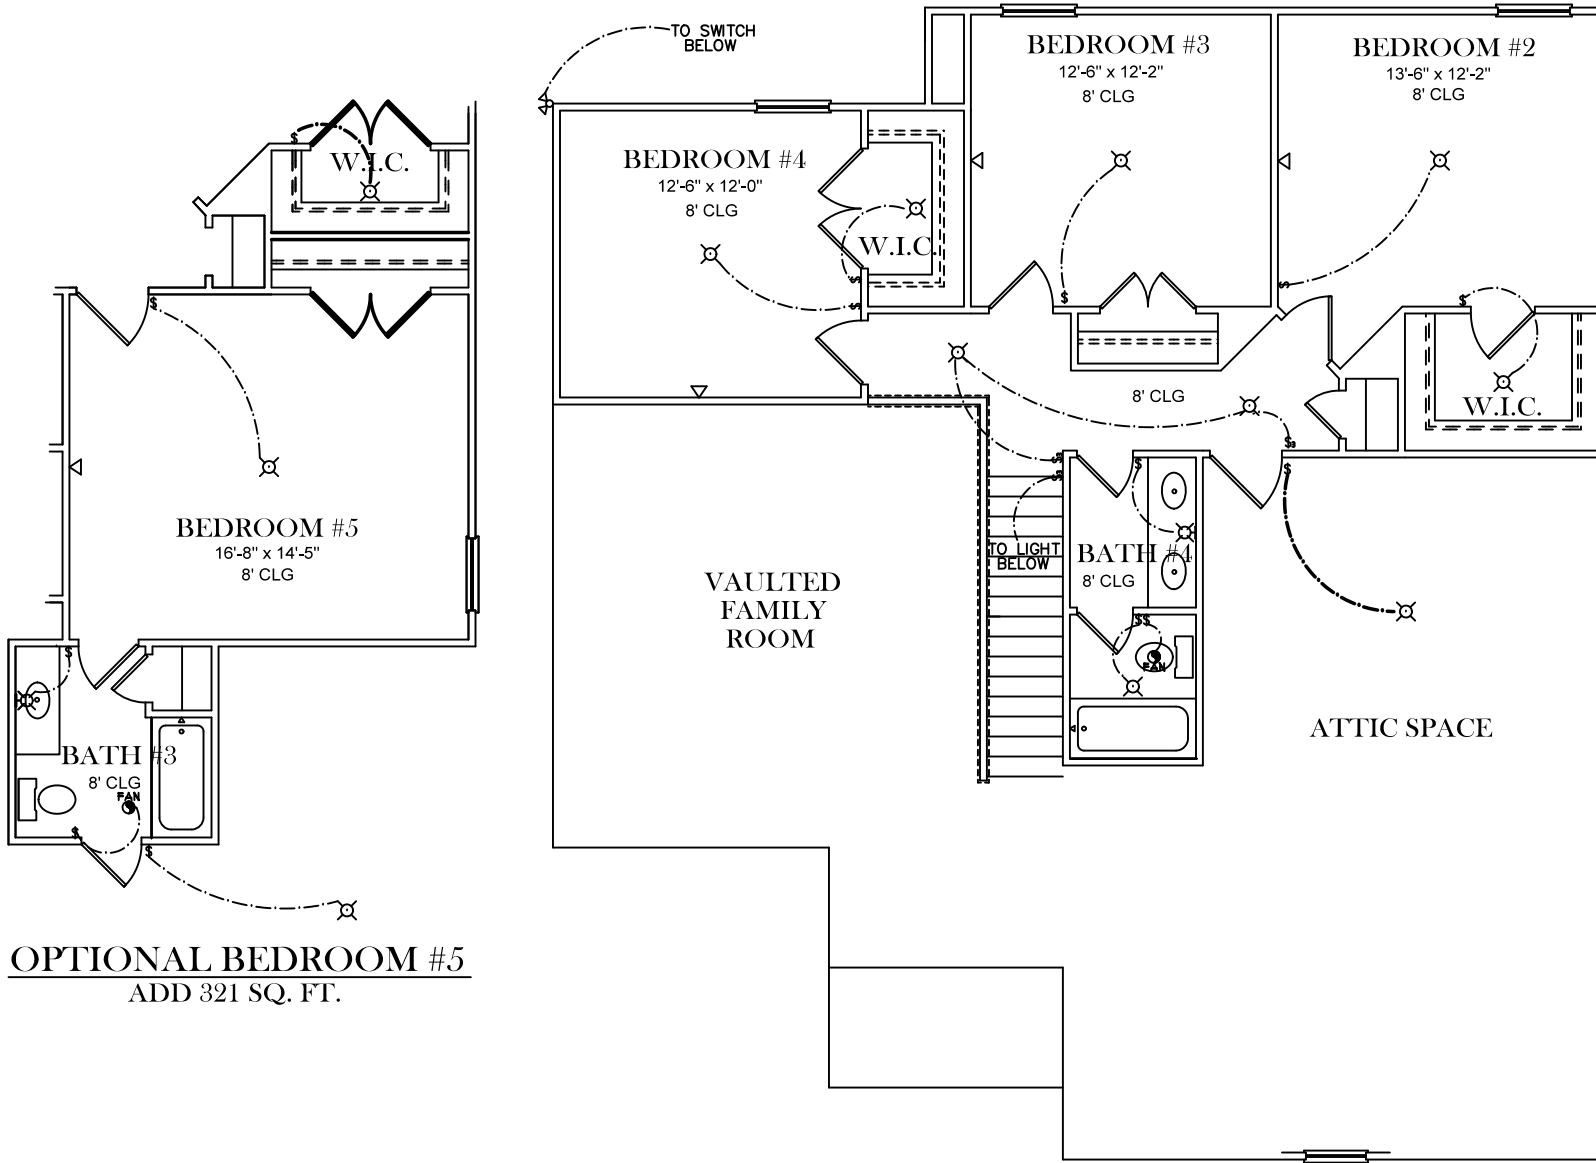 TO SWITCH
BELOW
BEDROOM #3
12'-6" x 12'-2"
8' CLG
BEDROOM #2
13'-6" x 12'-2"
8' CLG
W.I.C.
BEDROOM #4
12'-6" x 12'-0"
8' CLG
W.I.C.
$
$
$
$
$
$
$
8' CLG
W.I.C.
$3
$3
$3
$
$
BEDROOM #5
16'-8" x 14'-5"
8' CLG
VAULTED
FAMILY
ROOM
TO LIGHT
BELOW
BATH #4
8' CLG
$$
FAN
$
BATH #3
8' CLG
FAN
$
$
ATTIC SPACE
OPTIONAL BEDROOM #5
ADD 321 SQ. FT.